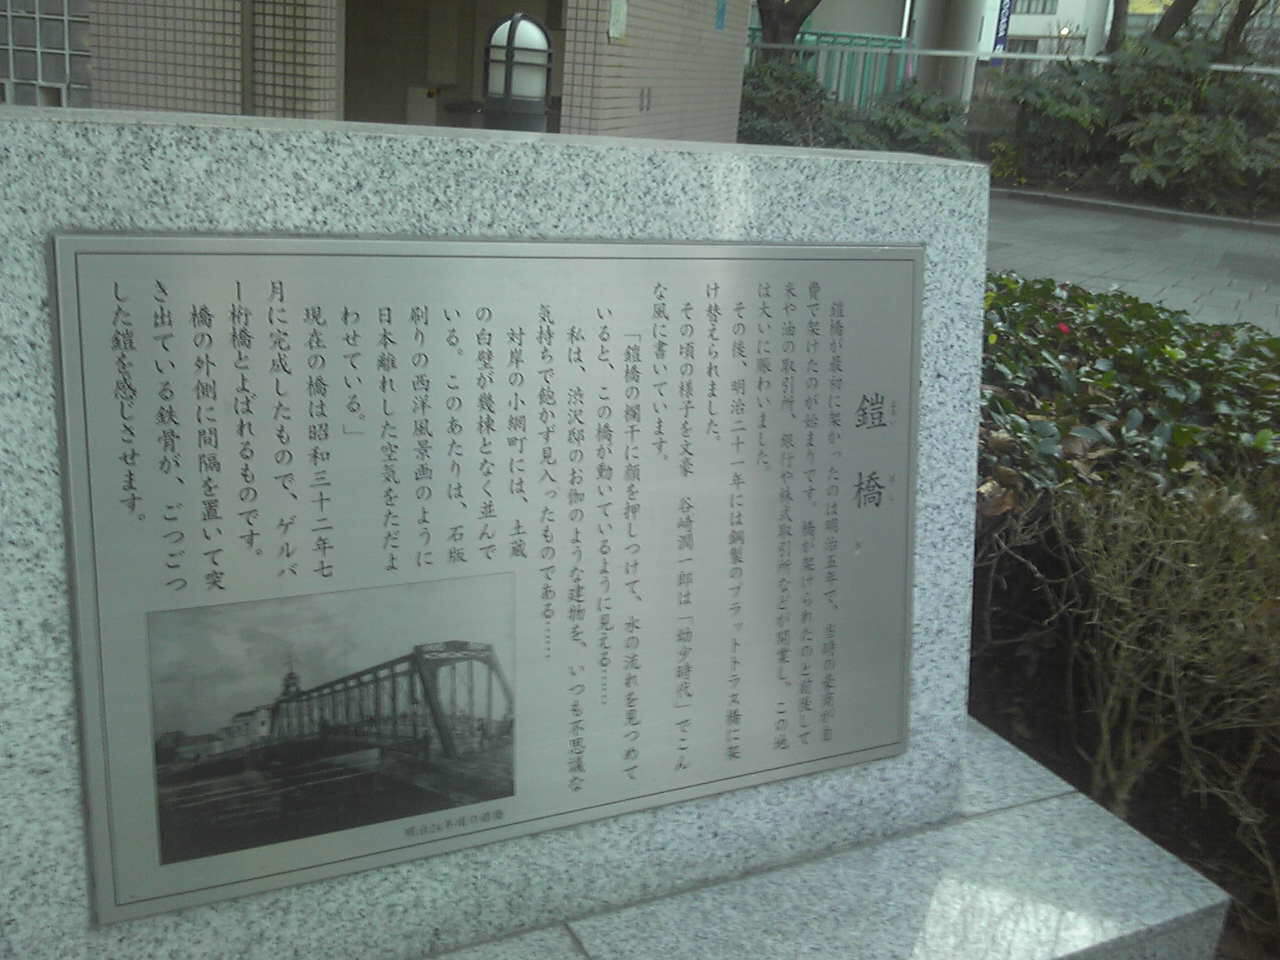 鎧橋
鎧橋が最初に架かったのは明治五年で、当時の豪商が自
費で架けたのが始まりです。橋が架けられたのと前後して
米や油の取引所、銀行や株式取引所などが開業し、この地
は大いに賑わいました。
その後、明治二十一年には鋼製のプラットトラス橋に架
け替えられました。
その頃の様子を文豪 谷崎潤一郎は「幼少時代」でこん
な風に書いています。
「鎧橋の欄干に顔を押しつけて、水の流れを見つめて
いると、この橋が動いているように見える……
私は、渋沢邸のお伽のような建物を、いつも不思議な
気持ちで飽かず見入ったものである……
対岸の小網町には、土蔵
の白壁が幾棟となく並んで
いる。このあたりは、石版
刷りの西洋風景画のように
日本離れした空気をただよ
わせている。」
現在の橋は昭和三十二年七
月に完成したもので、ゲルバ
ー桁橋とよばれるものです。
橋の外側に間隔を置いて突
き出ている鉄骨が、ごつごつ
した鎧を感じさせます。